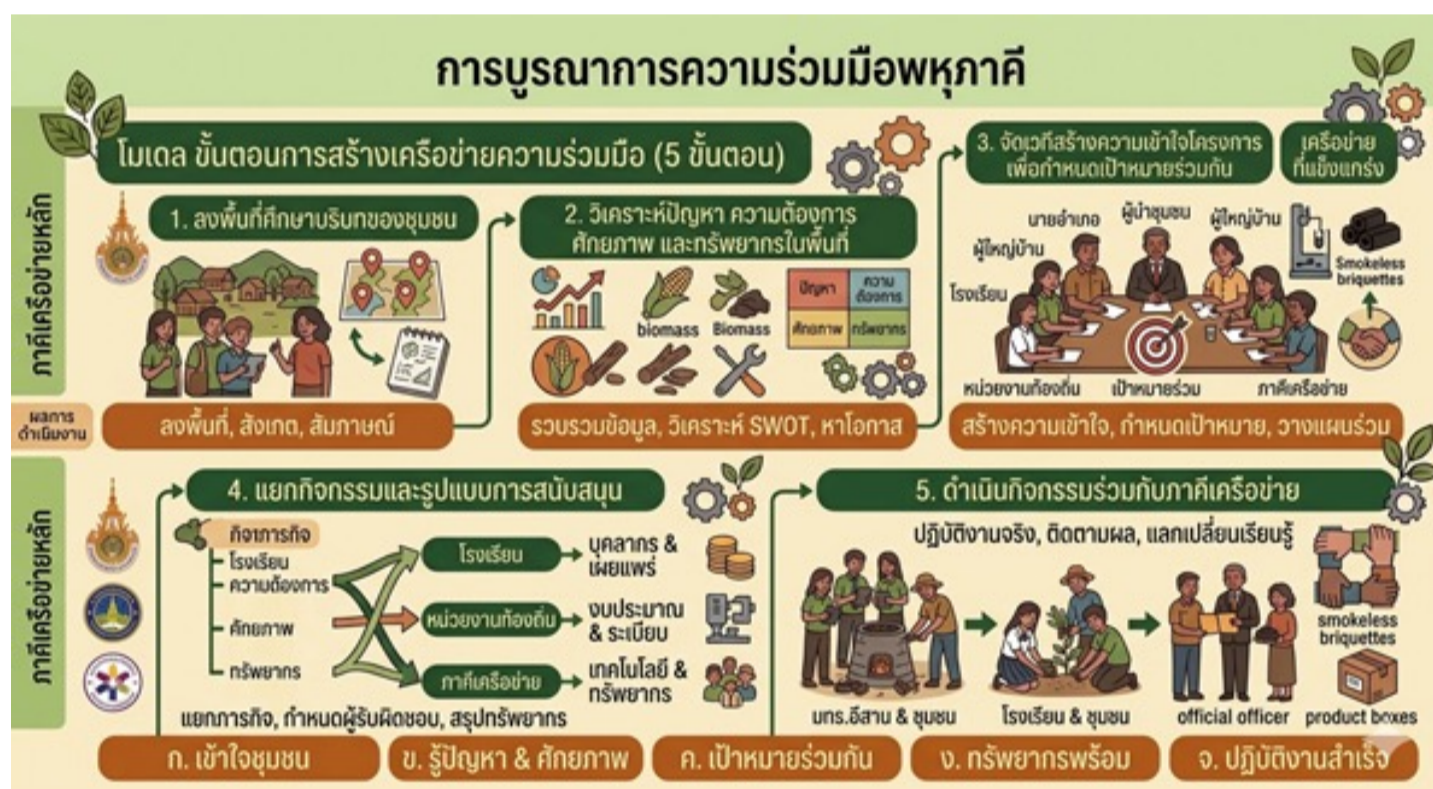 การบูรณาการความร่วมมือพหุภาคี
โมเดล ขั้นตอนการสร้างเครือข่ายความร่วมมือ (5 ขั้นตอน)
ภาคีเครือข่ายหลัก
1. ลงพื้นที่ศึกษาบริบทของชุมชน
2. วิเคราะห์ปัญหา ความต้องการ
ศักยภาพ และทรัพยากรในพื้นที่
biomass
Biomass
ปัญหา
ความ
ต้องการ
ศักยภาพ
ทรัพยากร
3. จัดเวทีสร้างความเข้าใจโครงการ
เพื่อกำหนดเป้าหมายร่วมกัน
เครือข่าย
ที่แข็งแกร่ง
นายอำเภอ
ผู้นำชุมชน
ผู้ใหญ่บ้าน
ผู้ใหญ่บ้าน
โรงเรียน
Smokeless
briquettes
หน่วยงานท้องถิ่น
เป้าหมายร่วม
ภาคีเครือข่าย
ผลการ
ดำเนินงาน
ลงพื้นที่, สังเกต, สัมภาษณ์
รวบรวมข้อมูล, วิเคราะห์ SWOT, หาโอกาส
สร้างความเข้าใจ, กำหนดเป้าหมาย, วางแผนร่วม
ภาคีเครือข่ายหลัก
4. แยกกิจกรรมและรูปแบบการสนับสนุน
กิจาภารกิจ
โรงเรียน
ความต้องการ
ศักยภาพ
ทรัพยากร
โรงเรียน
บุคลากร &
เผยแพร่
หน่วยงานท้องถิ่น
งบประมาณ
& ระเบียบ
ภาคีเครือข่าย
เทคโนโลยี &
ทรัพยากร
แยกภารกิจ, กำหนดผู้รับผิดชอบ, สรุปทรัพยากร
5. ดำเนินกิจกรรมร่วมกับภาคีเครือข่าย
ปฏิบัติงานจริง, ติดตามผล, แลกเปลี่ยนเรียนรู้
smokeless
briquettes
มทร.อีสาน & ชุมชน
โรงเรียน & ชุมชน
official officer
product boxes
ก. เข้าใจชุมชน
ข. รู้ปัญหา & ศักยภาพ
ค. เป้าหมายร่วมกัน
ง. ทรัพยากรพร้อม
จ. ปฏิบัติงานสำเร็จ